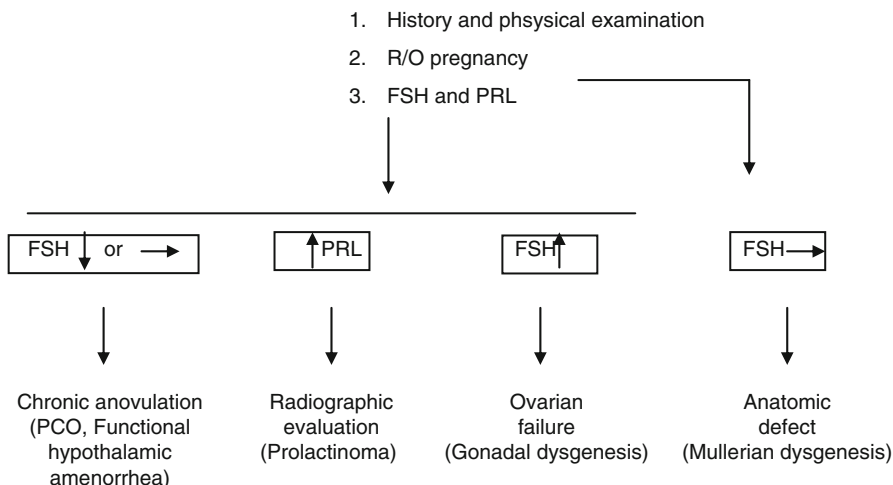 1. History and phsysical examination
2. R/O pregnancy
3. FSH and PRL
FSH ↓ or →
↑ PRL
FSH ↑
FSH →
Chronic anovulation
(PCO, Functional
hypothalamic
amenorrhea)
Radiographic
evaluation
(Prolactinoma)
Ovarian
failure
(Gonadal dysgenesis)
Anatomic
defect
(Mullerian dysgenesis)